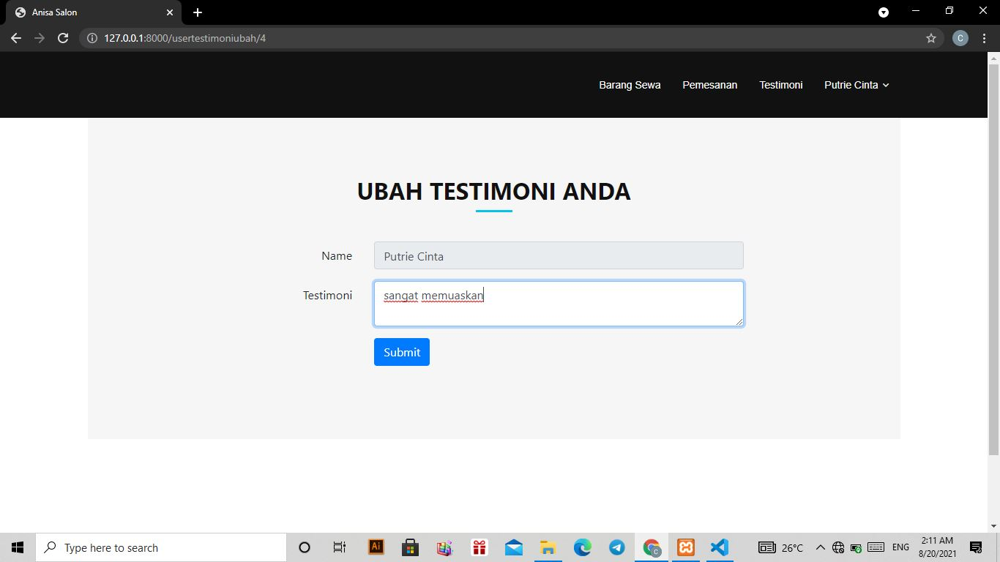 Anisa Salon
127.0.0.1:8000/usertestimoniubah/4
C
Barang Sewa Pemesanan Testimoni Putrie Cinta
UBAH TESTIMONI ANDA
Name Putrie Cinta
Testimoni sangat memuaskan
Submit
Type here to search
Ai
C
26°C
ENG
2:11 AM
8/20/2021